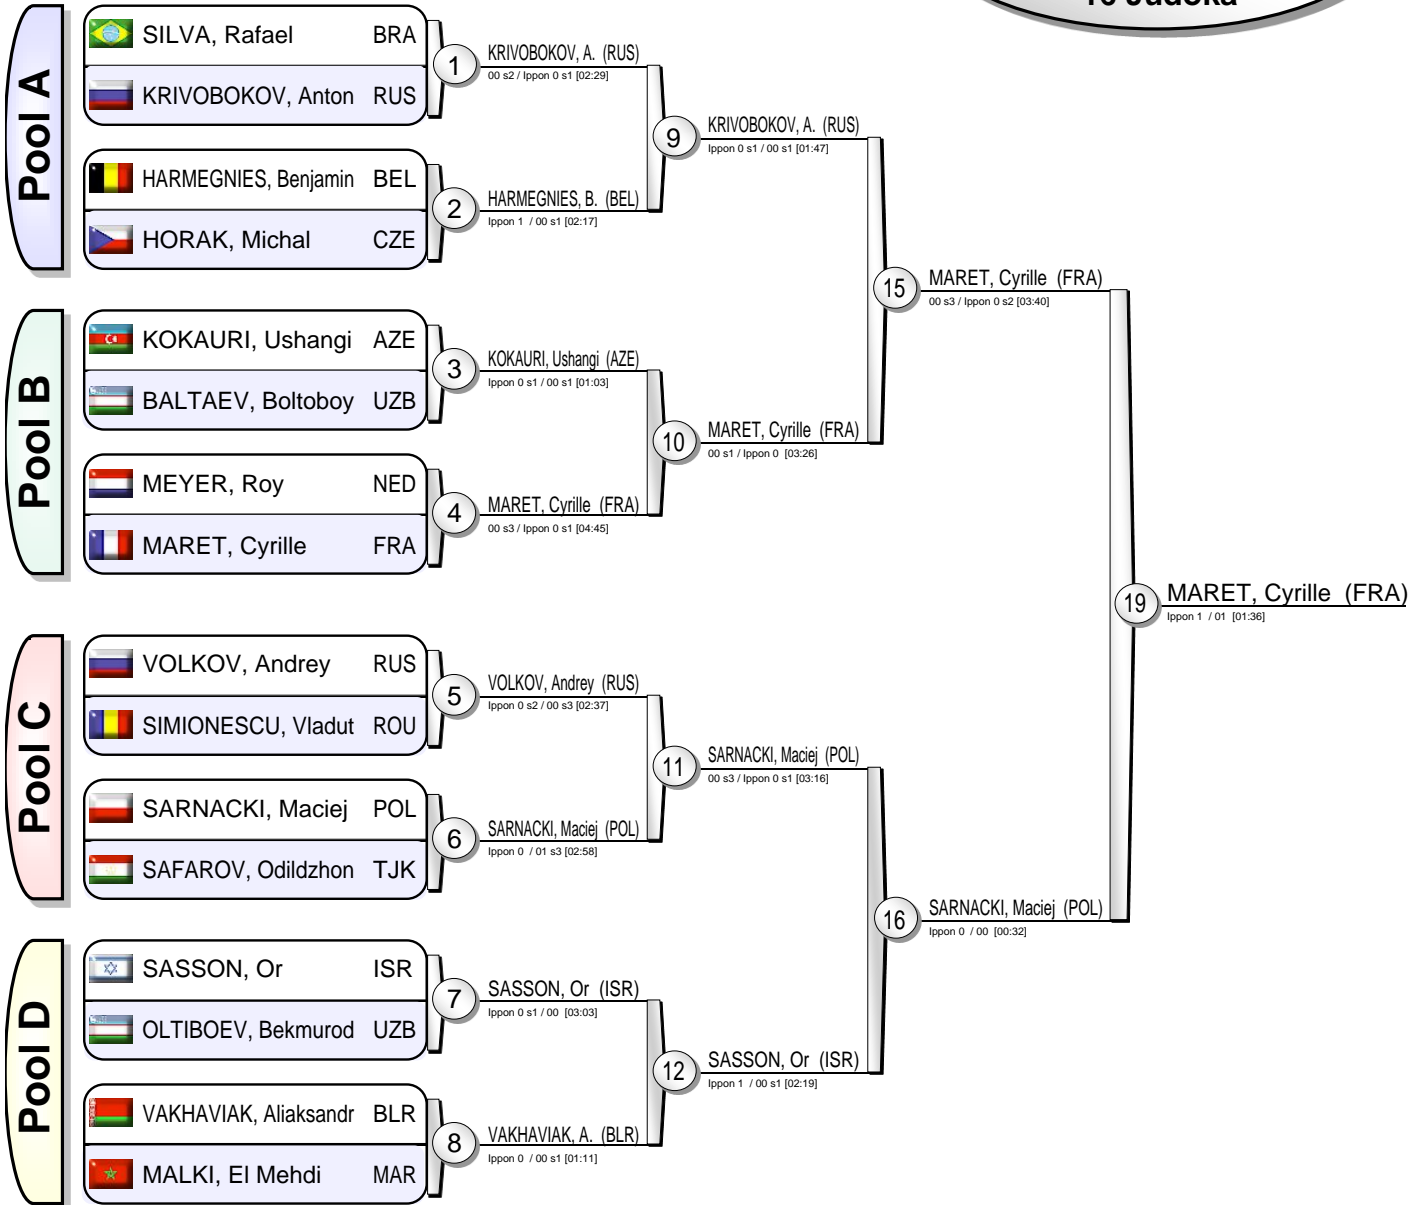 16 Judoka
Pool A
SILVA, Rafael BRA
KRIVOBOKOV, Anton RUS
1
KRIVOBOKOV, A. (RUS)
00 s2 / Ippon 0 s1 [02:29]
HARMEGNIES, Benjamin BEL
HORAK, Michal CZE
2
HARMEGNIES, B. (BEL)
Ippon 1 / 00 s1 [02:17]
9
KRIVOBOKOV, A. (RUS)
Ippon 0 s1 / 00 s1 [01:47]
Pool B
KOKAURI, Ushangi AZE
BALTAEV, Boltoboy UZB
3
KOKAURI, Ushangi (AZE)
Ippon 0 s1 / 00 s1 [01:03]
MEYER, Roy NED
MARET, Cyrille FRA
4
MARET, Cyrille (FRA)
00 s3 / Ippon 0 s1 [04:45]
10
MARET, Cyrille (FRA)
00 s1 / Ippon 0 [03:26]
15
MARET, Cyrille (FRA)
00 s3 / Ippon 0 s2 [03:40]
Pool C
VOLKOV, Andrey RUS
SIMIONESCU, Vladut ROU
5
VOLKOV, Andrey (RUS)
Ippon 0 s2 / 00 s3 [02:37]
SARNACKI, Maciej POL
SAFAROV, Odildzhon TJK
6
SARNACKI, Maciej (POL)
Ippon 0 / 01 s3 [02:58]
11
SARNACKI, Maciej (POL)
00 s3 / Ippon 0 s1 [03:16]
Pool D
SASSON, Or ISR
OLTIBOEV, Bekmurod UZB
7
SASSON, Or (ISR)
Ippon 0 s1 / 00 [03:03]
VAKHAVIAK, Aliaksandr BLR
MALKI, El Mehdi MAR
8
VAKHAVIAK, A. (BLR)
Ippon 0 / 00 s1 [01:11]
12
SASSON, Or (ISR)
Ippon 1 / 00 s1 [02:19]
16
SARNACKI, Maciej (POL)
Ippon 0 / 00 [00:32]
19
MARET, Cyrille (FRA)
Ippon 1 / 01 [01:36]